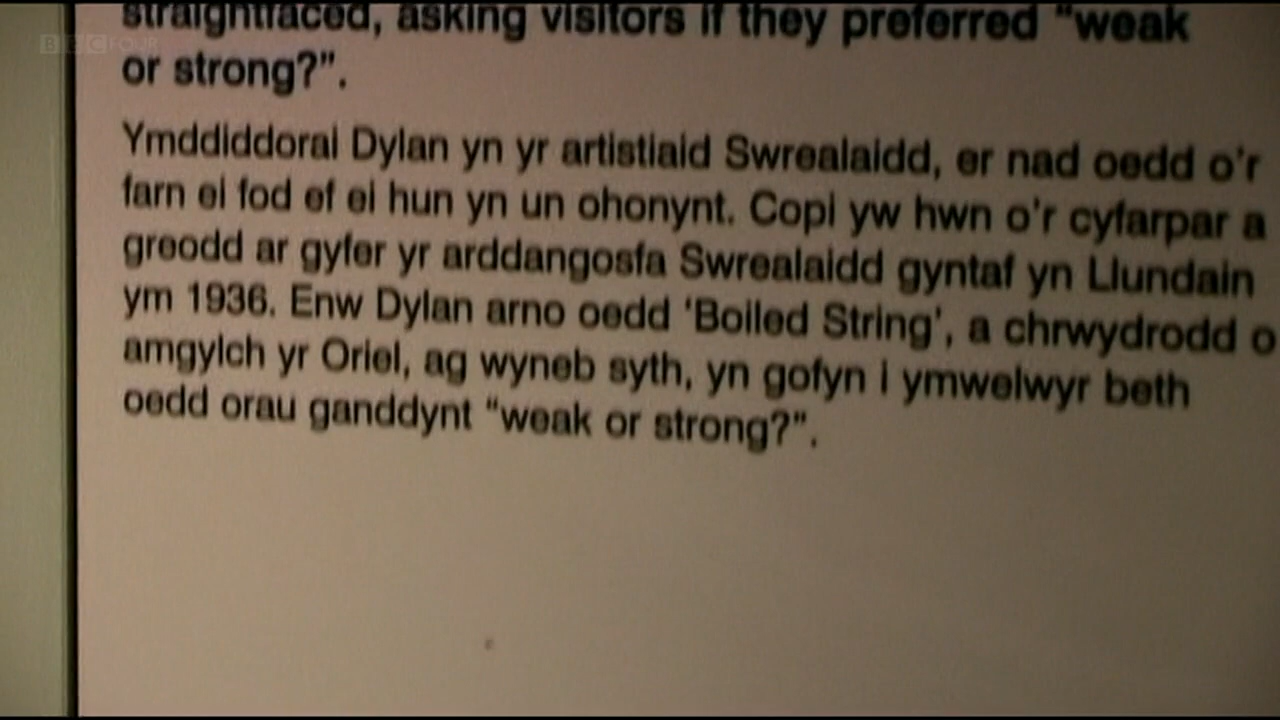 BBC FOUR
straightfaced, asking visitors if they preferred “weak
or strong?”.
Ymddiddorai Dylan yn yr artistiaid Swrealaidd, er nad oedd o’r
farn ei fod ef ei hun yn un ohonynt. Copi yw hwn o’r cyfarpar a
greodd ar gyfer yr arddangosfa Swrealaidd gyntaf yn Llundain
ym 1936. Enw Dylan arno oedd ‘Boiled String’, a chrwydrodd o
amgylch yr Oriel, ag wyneb syth, yn gofyn i ymwelwyr beth
oedd orau ganddynt “weak or strong?”.